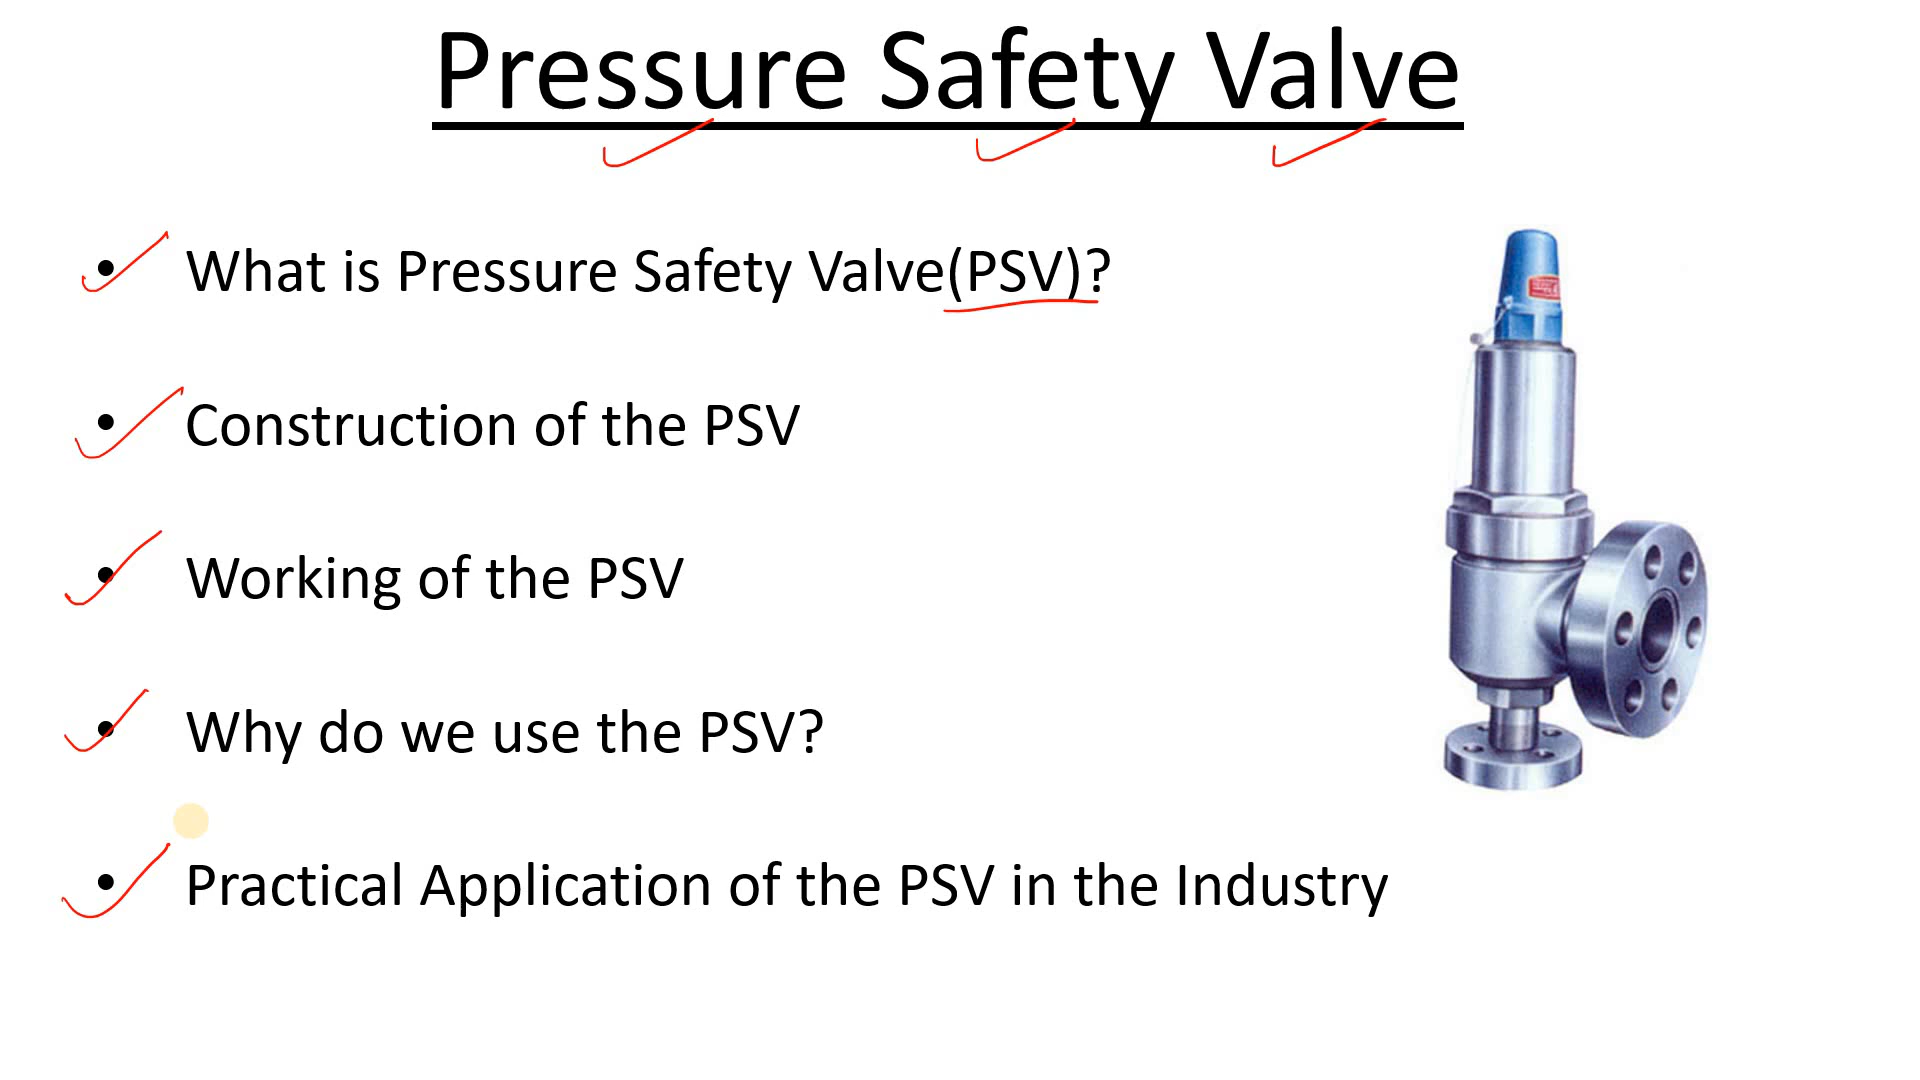 Pressure Safety Valve
• What is Pressure Safety Valve(PSV)?
• Construction of the PSV
• Working of the PSV
• Why do we use the PSV?
• Practical Application of the PSV in the Industry